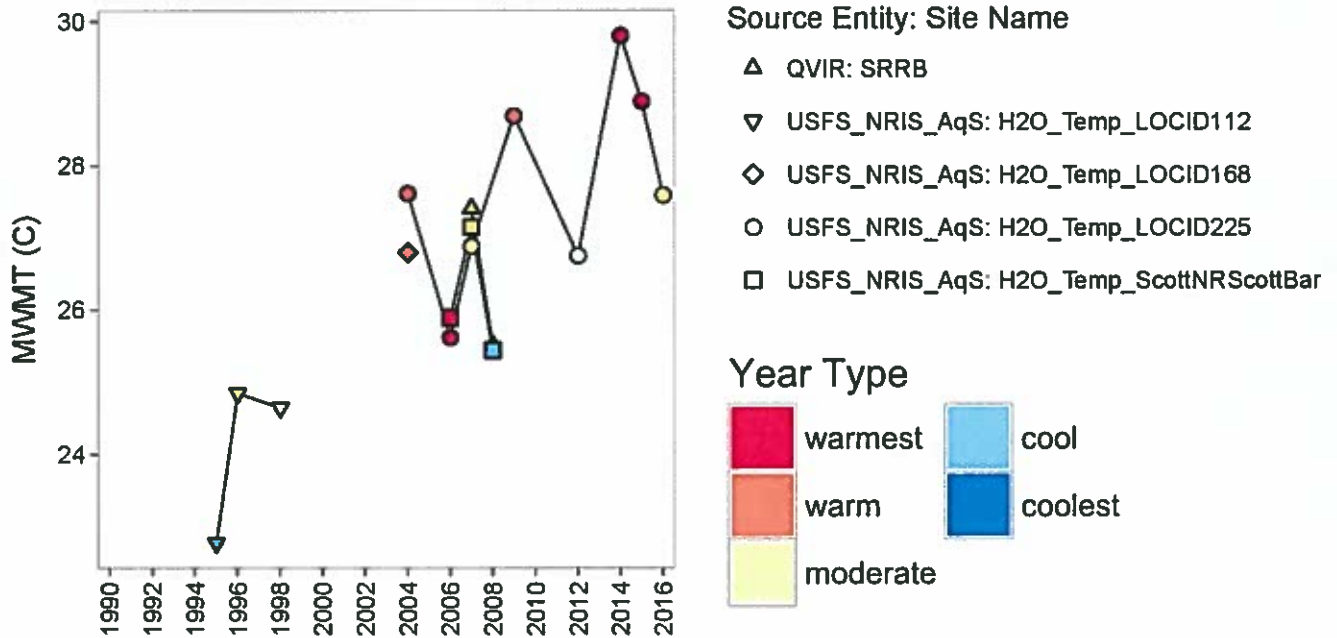 30
28
26
24
MWMT (C)
1990
1992
1994
1996
1998
2000
2002
2004
2006
2008
2010
2012
2014
2016
Source Entity: Site Name
QVIR: SRRB
USFS_NRIS_AqS: H2O_Temp_LOCID112
USFS_NRIS_AqS: H2O_Temp_LOCID168
USFS_NRIS_AqS: H2O_Temp_LOCID225
USFS_NRIS_AqS: H2O_Temp_ScottNRScottBar
Year Type
warmest
cool
warm
coolest
moderate